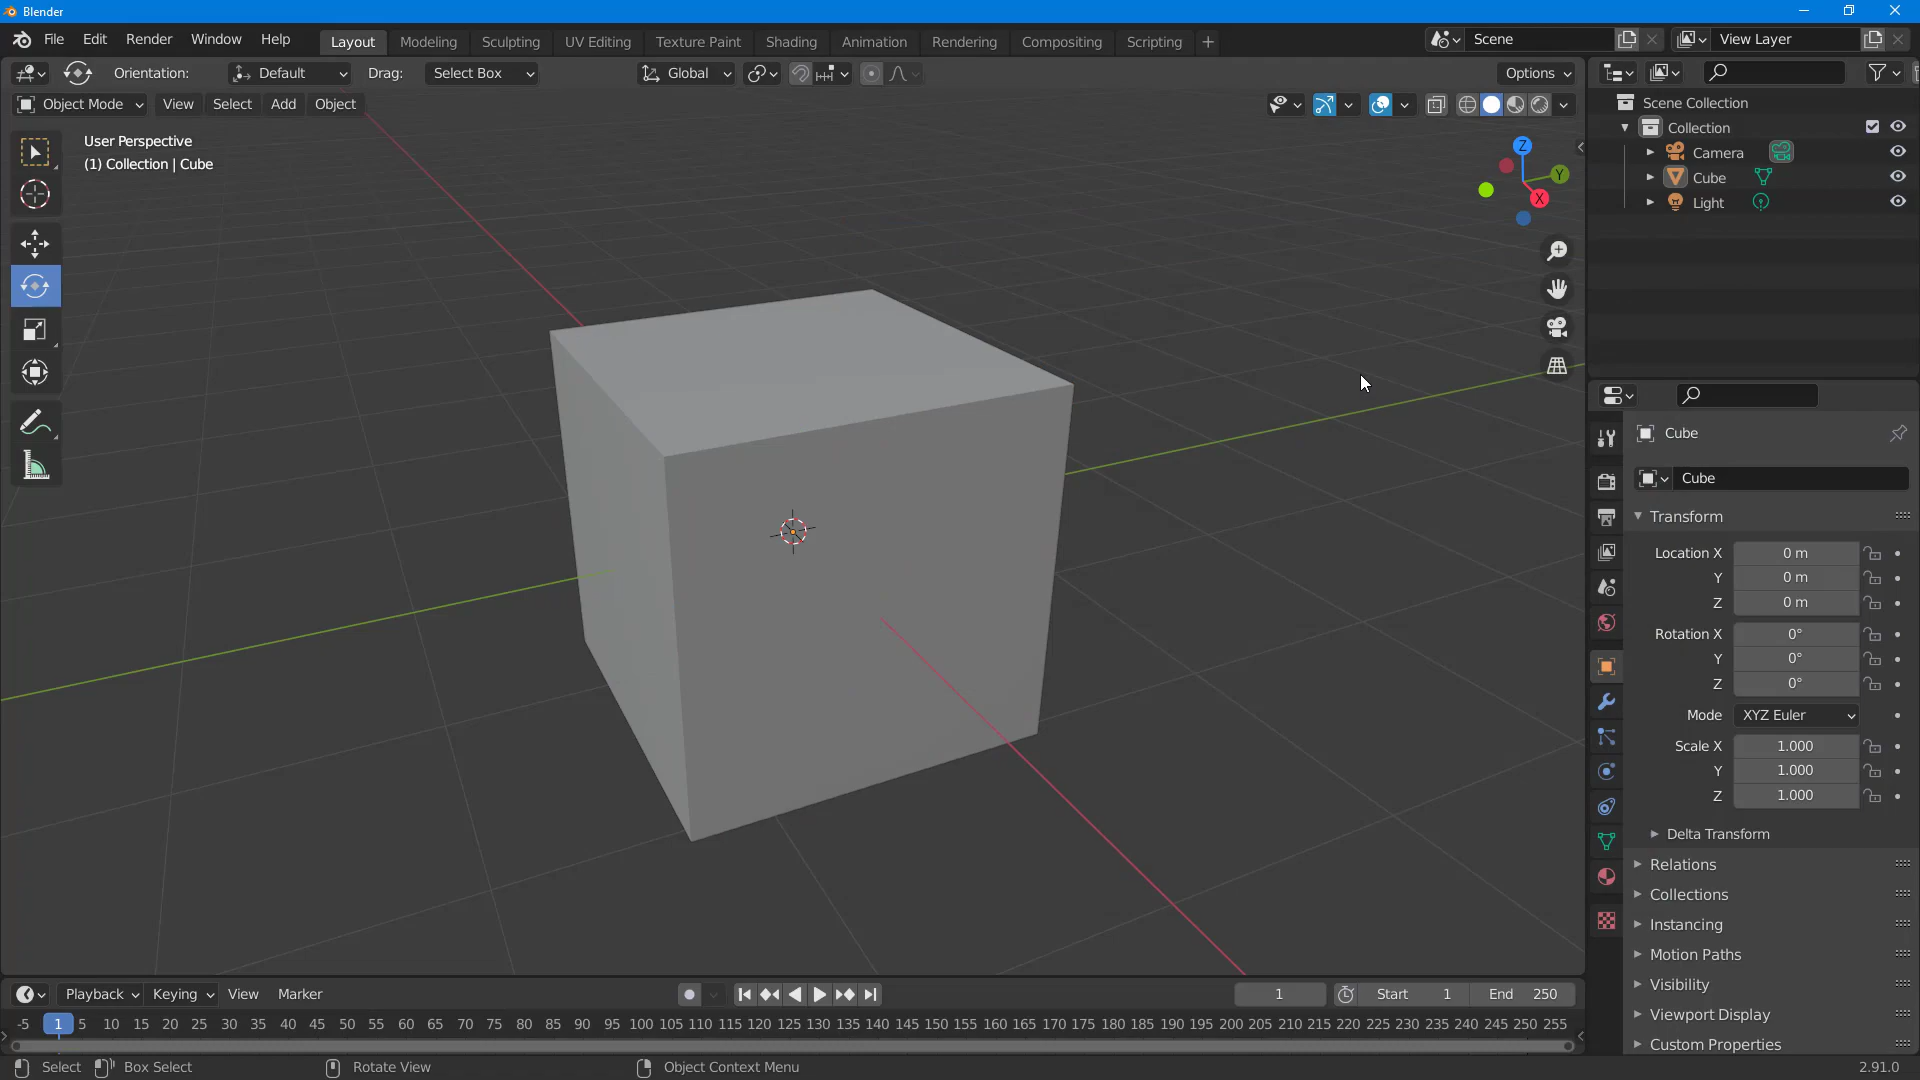 Blender
File Edit Render Window Help Layout Modeling Sculpting UV Editing Texture Paint Shading Animation Rendering Compositing Scripting + Scene View Layer
Orientation: Default Drag: Select Box Global Options
Object Mode View Select Add Object
User Perspective
(1) Collection | Cube
Z
Y
X
Scene Collection
Collection
Camera
Cube
Light
Cube
Cube
Transform
Location X 0 m
Y 0 m
Z 0 m
Rotation X 0°
Y 0°
Z 0°
Mode XYZ Euler
Scale X 1.000
Y 1.000
Z 1.000
Delta Transform
Relations
Collections
Instancing
Motion Paths
Visibility
Viewport Display
Custom Properties
Playback Keying View Marker 1 Start 1 End 250
-5 1 5 10 15 20 25 30 35 40 45 50 55 60 65 70 75 80 85 90 95 100 105 110 115 120 125 130 135 140 145 150 155 160 165 170 175 180 185 190 195 200 205 210 215 220 225 230 235 240 245 250 255
Select Box Select Rotate View Object Context Menu 2.91.0